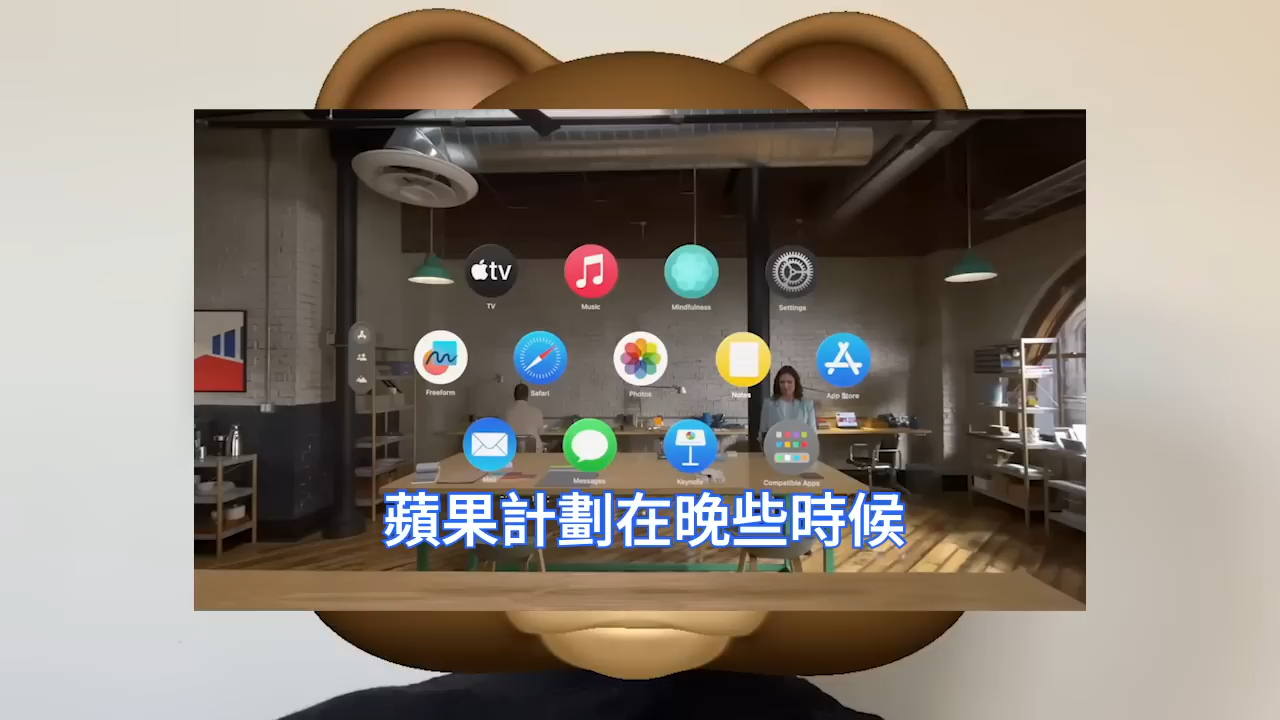 tv
TV
Music
Mindfulness
Settings
Freeform
Safari
Photos
Notes
App Store
Mail
Messages
Keynote
Compatible Apps
蘋果計劃在晚些時候